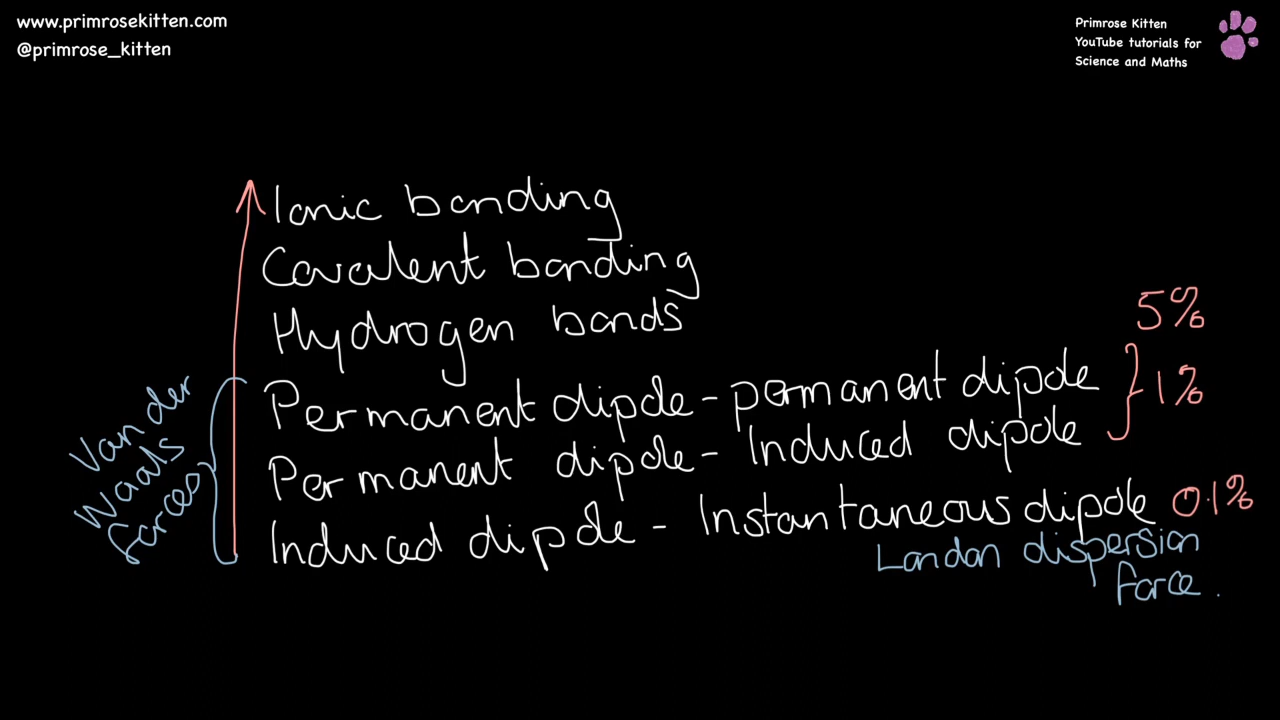 www.primrosekitten.com
@primrose_kitten
Primrose Kitten
YouTube tutorials for
Science and Maths
Ionic bonding
Covalent bonding
Hydrogen bonds
5%
Permanent dipole-permanent dipole
1%
Permanent dipole-Induced dipole
Induced dipole - Instantaneous dipole
0.1%
London dispersion
force.
Van der
Waals
forces